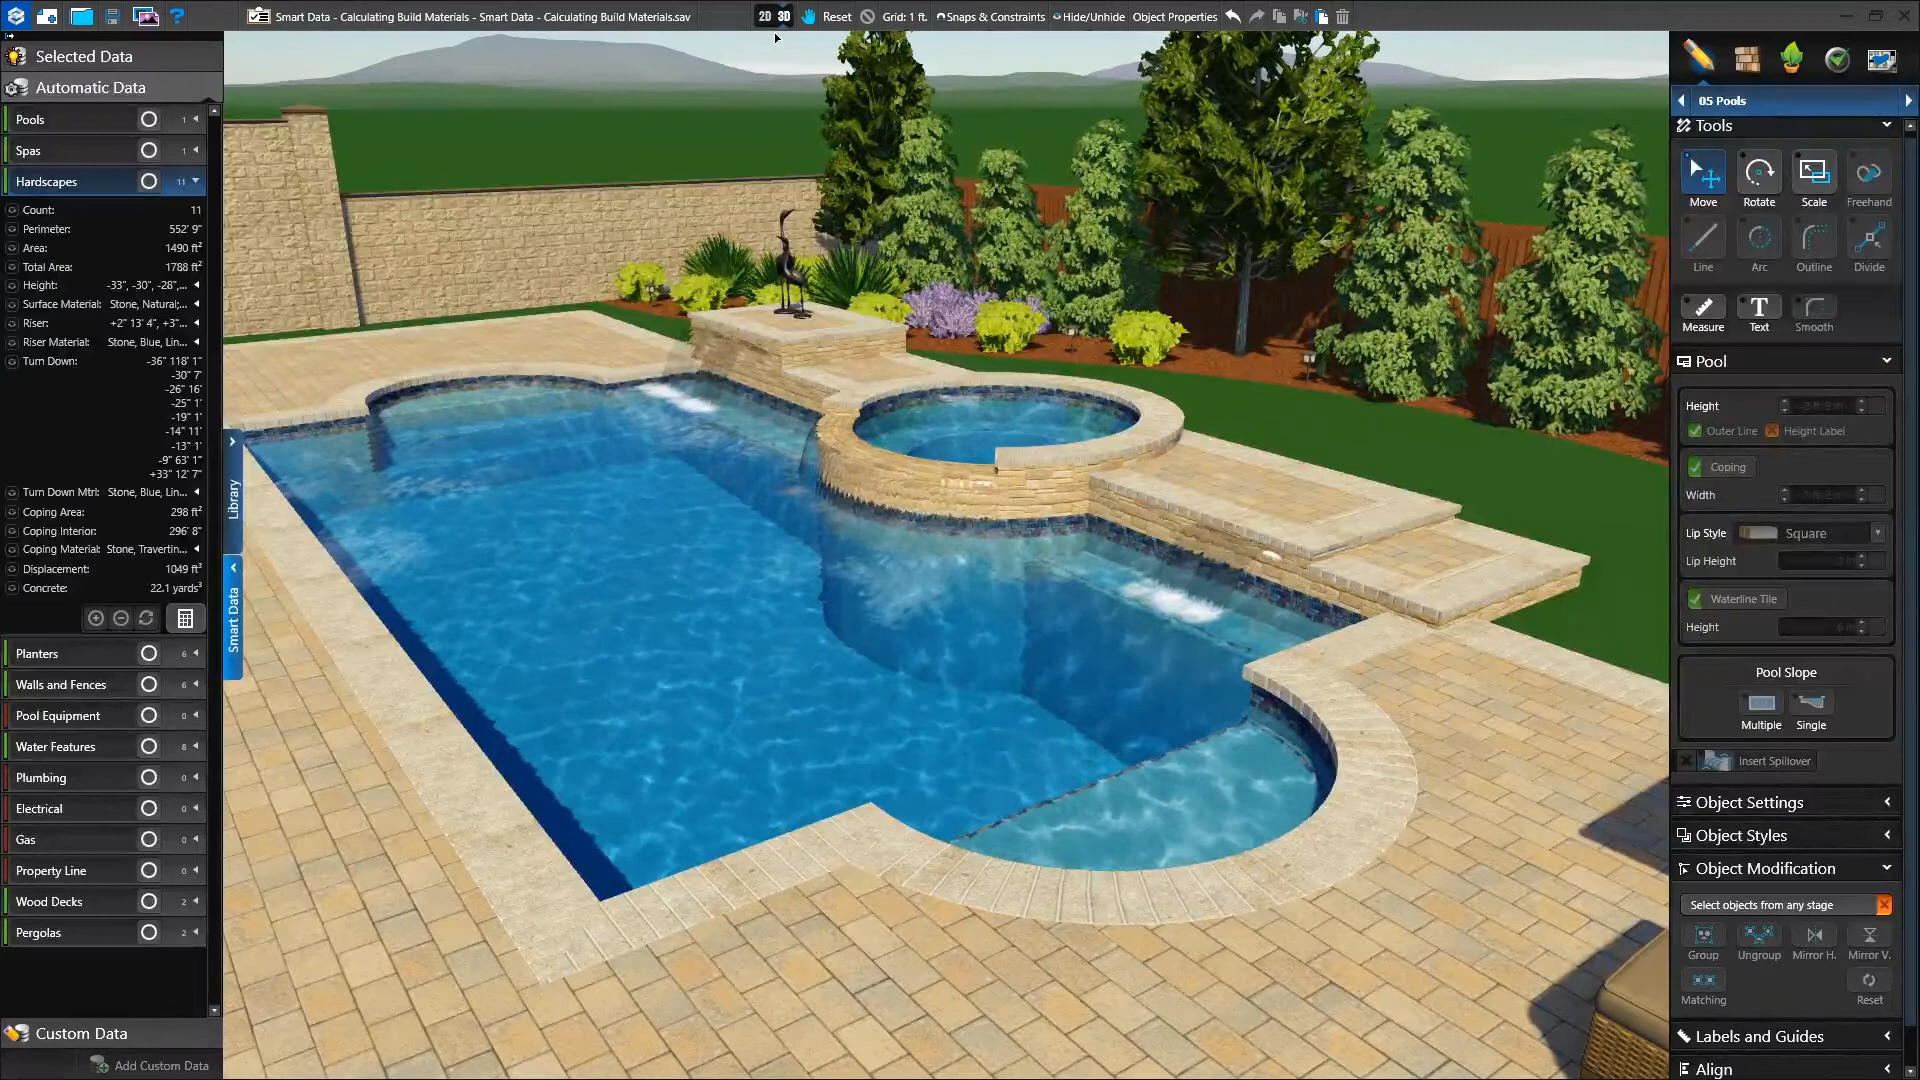 Smart Data - Calculating Build Materials - Smart Data - Calculating Build Materials.sav
2D 3D Reset Grid: 1 ft. Snaps & Constraints Hide/Unhide Object Properties
Selected Data
Automatic Data
Pools 1
Spas 1
Hardscapes 11
Count: 11
Perimeter: 552' 9"
Area: 1490 ft²
Total Area: 1788 ft²
Height: -33", -30", -28",...
Surface Material: Stone, Natural;...
Riser: +2" 13' 4", +3"...
Riser Material: Stone, Blue, Lin...
Turn Down: -36" 118' 1"
-30" 7'
-26" 16'
-25" 1'
-19" 1'
-14" 11'
-13" 1'
-9" 63' 1"
+33" 12' 7"
Turn Down Mtrl: Stone, Blue, Lin...
Coping Area: 298 ft²
Coping Interior: 296' 8"
Coping Material: Stone, Travertin...
Displacement: 1049 ft³
Concrete: 22.1 yards³
Planters 6
Walls and Fences 6
Pool Equipment 0
Water Features 8
Plumbing 0
Electrical 0
Gas 0
Property Line 0
Wood Decks 2
Pergolas 2
Custom Data
Add Custom Data
Library
Smart Data
05 Pools
Tools
Move Rotate Scale Freehand
Line Arc Outline Divide
Measure Text Smooth
Pool
Height
Outer Line Height Label
Coping
Width
Lip Style Square
Lip Height
Waterline Tile
Height
Pool Slope
Multiple Single
Insert Spillover
Object Settings
Object Styles
Object Modification
Select objects from any stage
Group Ungroup Mirror H. Mirror V.
Matching Reset
Labels and Guides
Align